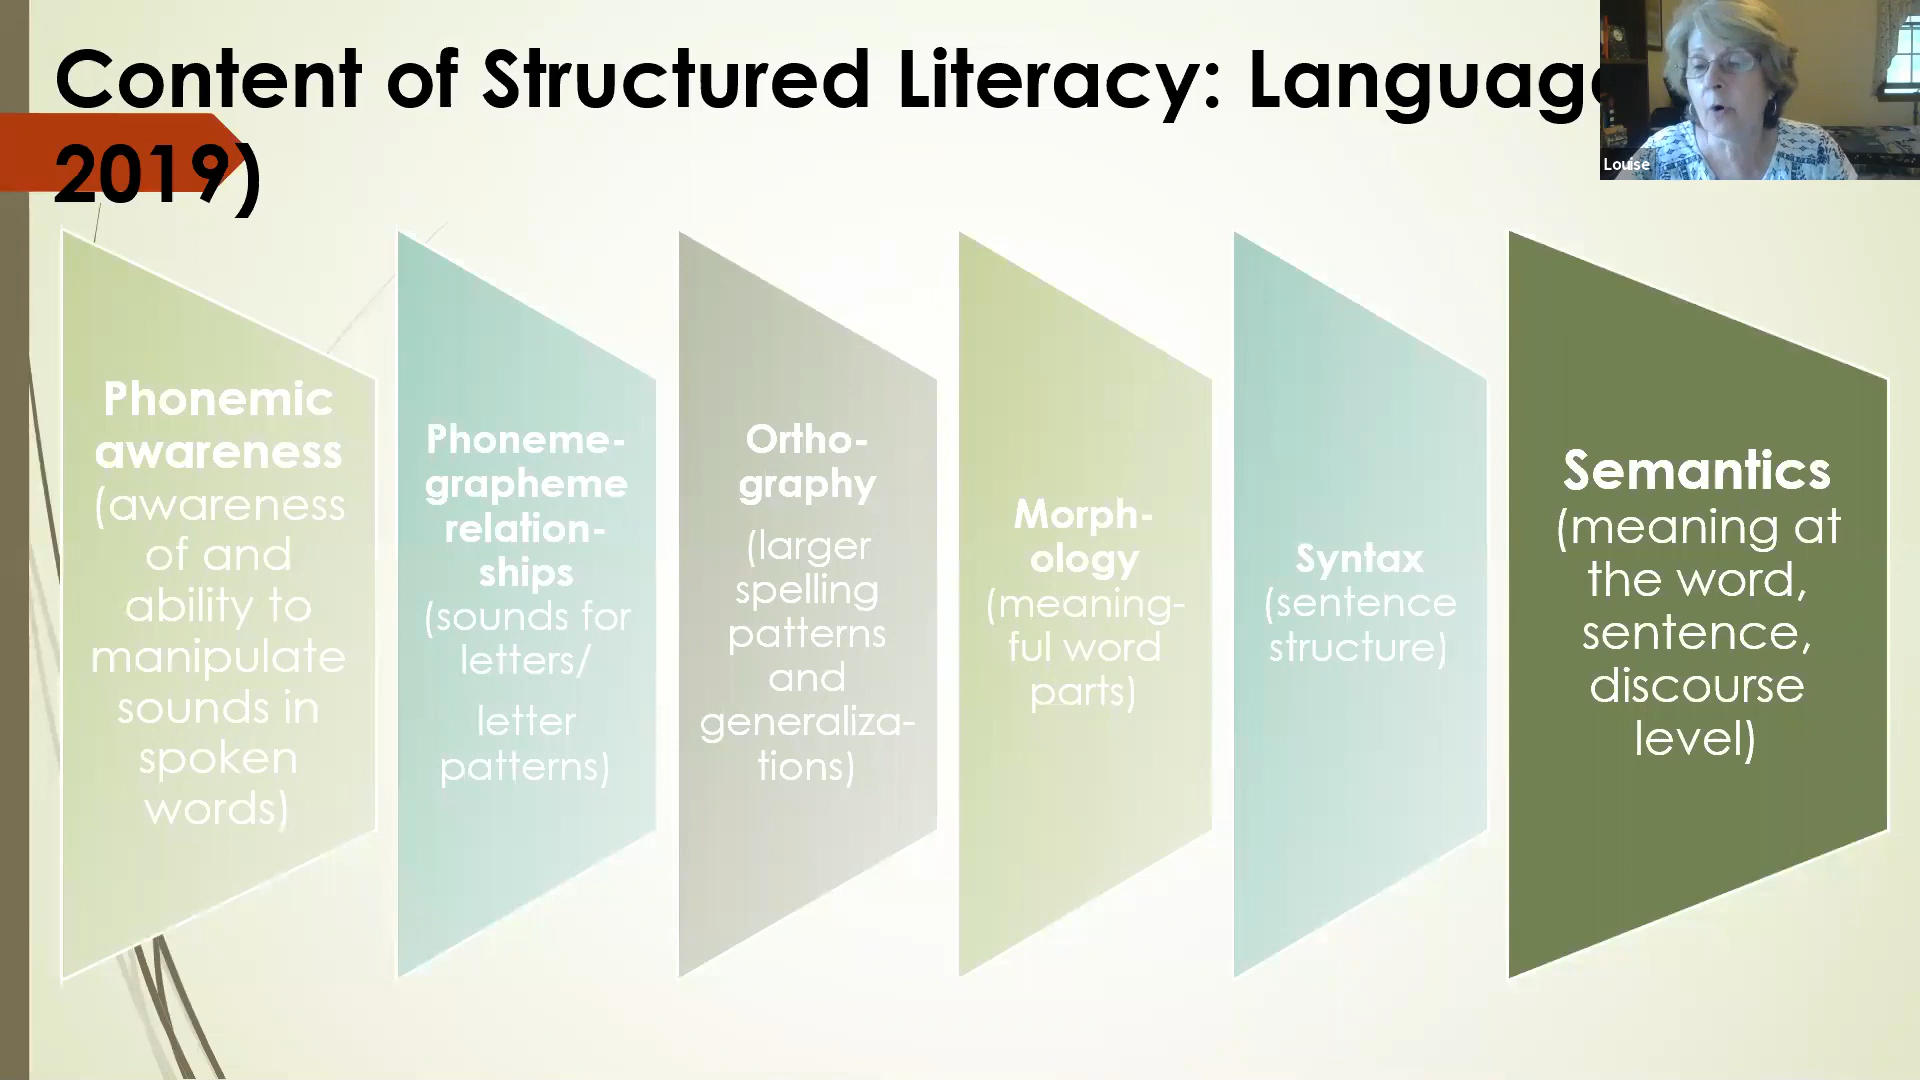 Content of Structured Literacy: Language
2019)
Louise
Phonemic
awareness
(awareness
of and
ability to
manipulate
sounds in
spoken
words)
Phoneme-
grapheme
relation-
ships
(sounds for
letters/
letter
patterns)
Ortho-
graphy
(larger
spelling
patterns
and
generaliza-
tions)
Morph-
ology
(meaning-
ful word
parts)
Syntax
(sentence
structure)
Semantics
(meaning at
the word,
sentence,
discourse
level)